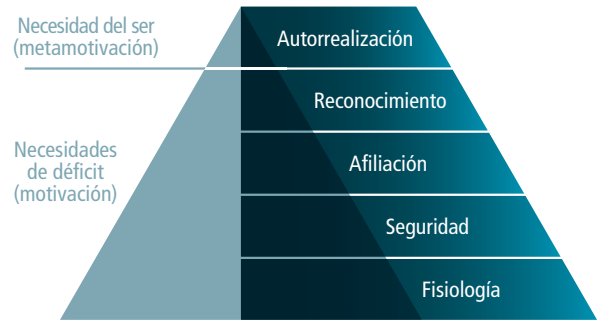 Necesidad del ser
(metamotivación)
Autorrealización
Reconocimiento
Necesidades
de déficit
(motivación)
Afiliación
Seguridad
Fisiología